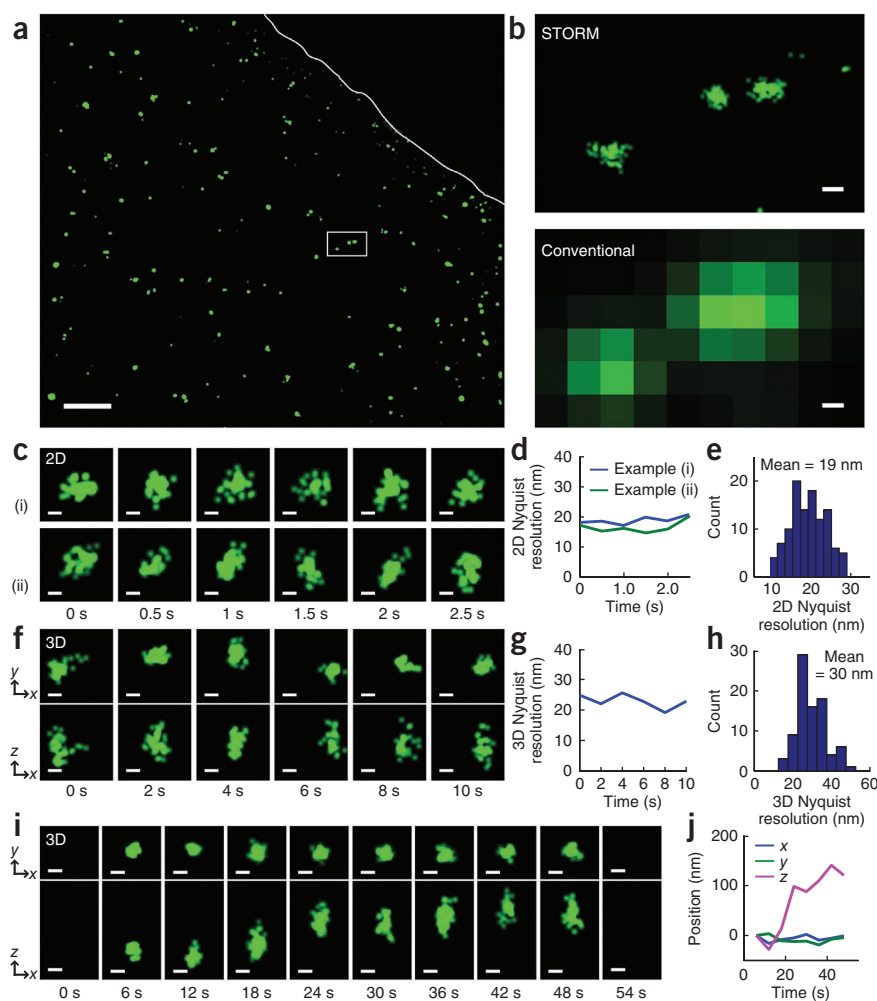 a
b
STORM
Conventional
c
2D
(i)
(ii)
0 s 0.5 s 1 s 1.5 s 2 s 2.5 s
d
40
30
20
10
0
2D Nyquist
resolution (nm)
Example (i)
Example (ii)
0 1.0 2.0
Time (s)
e
Mean = 19 nm
20
10
0
Count
10 20 30
2D Nyquist
resolution (nm)
f
3D
y
x
z
x
0 s 2 s 4 s 6 s 8 s 10 s
g
40
30
20
10
0
3D Nyquist
resolution (nm)
0 2 4 6 8 10
Time (s)
h
Mean
= 30 nm
30
20
10
0
Count
0 20 40 60
3D Nyquist
resolution (nm)
i
3D
y
x
z
x
0 s 6 s 12 s 18 s 24 s 30 s 36 s 42 s 48 s 54 s
j
200
100
0
Position (nm)
x
y
z
0 20 40
Time (s)